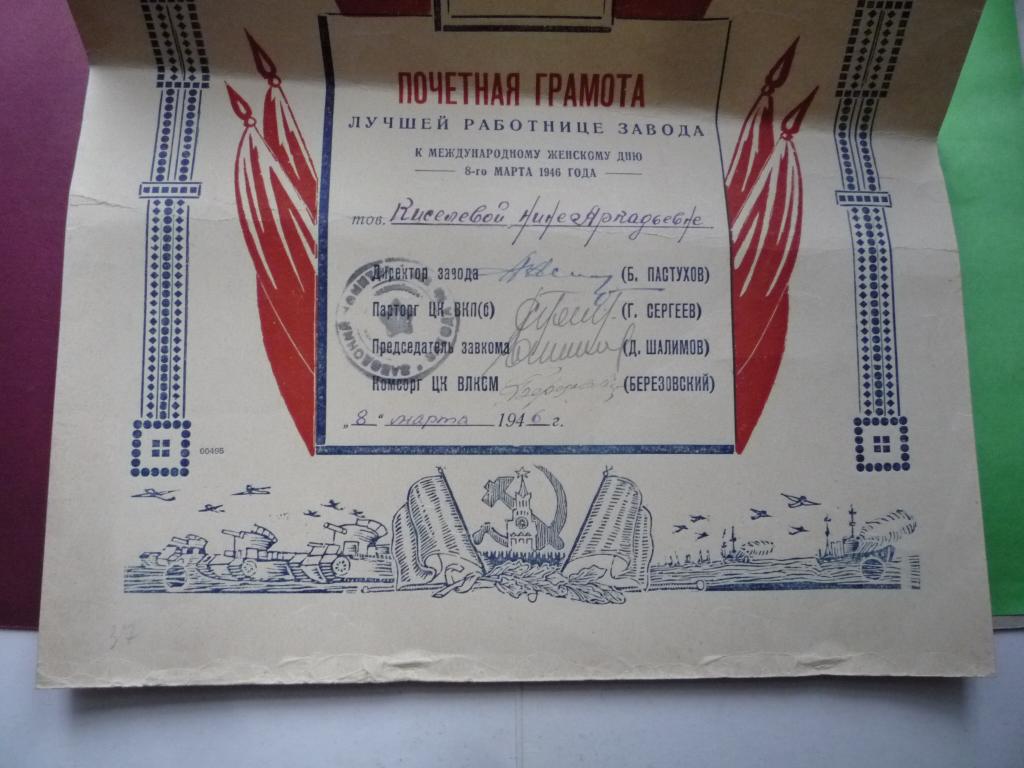 ПОЧЕТНАЯ ГРАМОТА
ЛУЧШЕЙ РАБОТНИЦЕ ЗАВОДА
К МЕЖДУНАРОДНОМУ ЖЕНСКОМУ ДНЮ
8-го МАРТА 1946 ГОДА
тов. Киселевой Нине Аркадьевне
Директор завода (Б. ПАСТУХОВ)
Парторг ЦК ВКП(б) (Г. СЕРГЕЕВ)
Председатель завкома (Д. ШАЛИМОВ)
Комсорг ЦК ВЛКСМ (БЕРЕЗОВСКИЙ)
„8" марта 1946 г.
00495
37